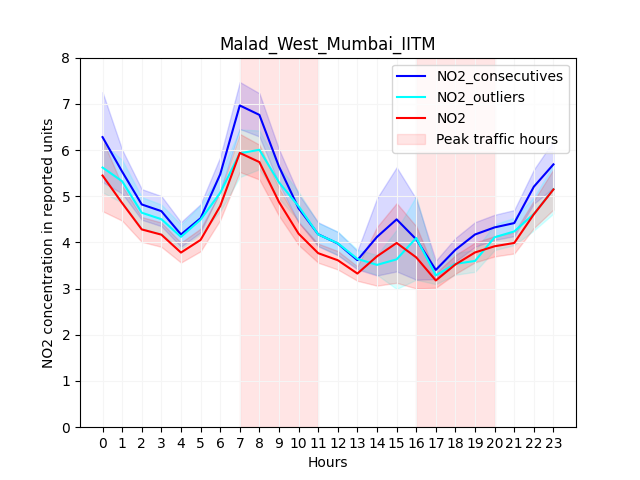 Malad_West_Mumbai_IITM
NO2_consecutives
NO2_outliers
NO2
Peak traffic hours
NO2 concentration in reported units
8
7
6
5
4
3
2
1
0
0 1 2 3 4 5 6 7 8 9 10 11 12 13 14 15 16 17 18 19 20 21 22 23
Hours